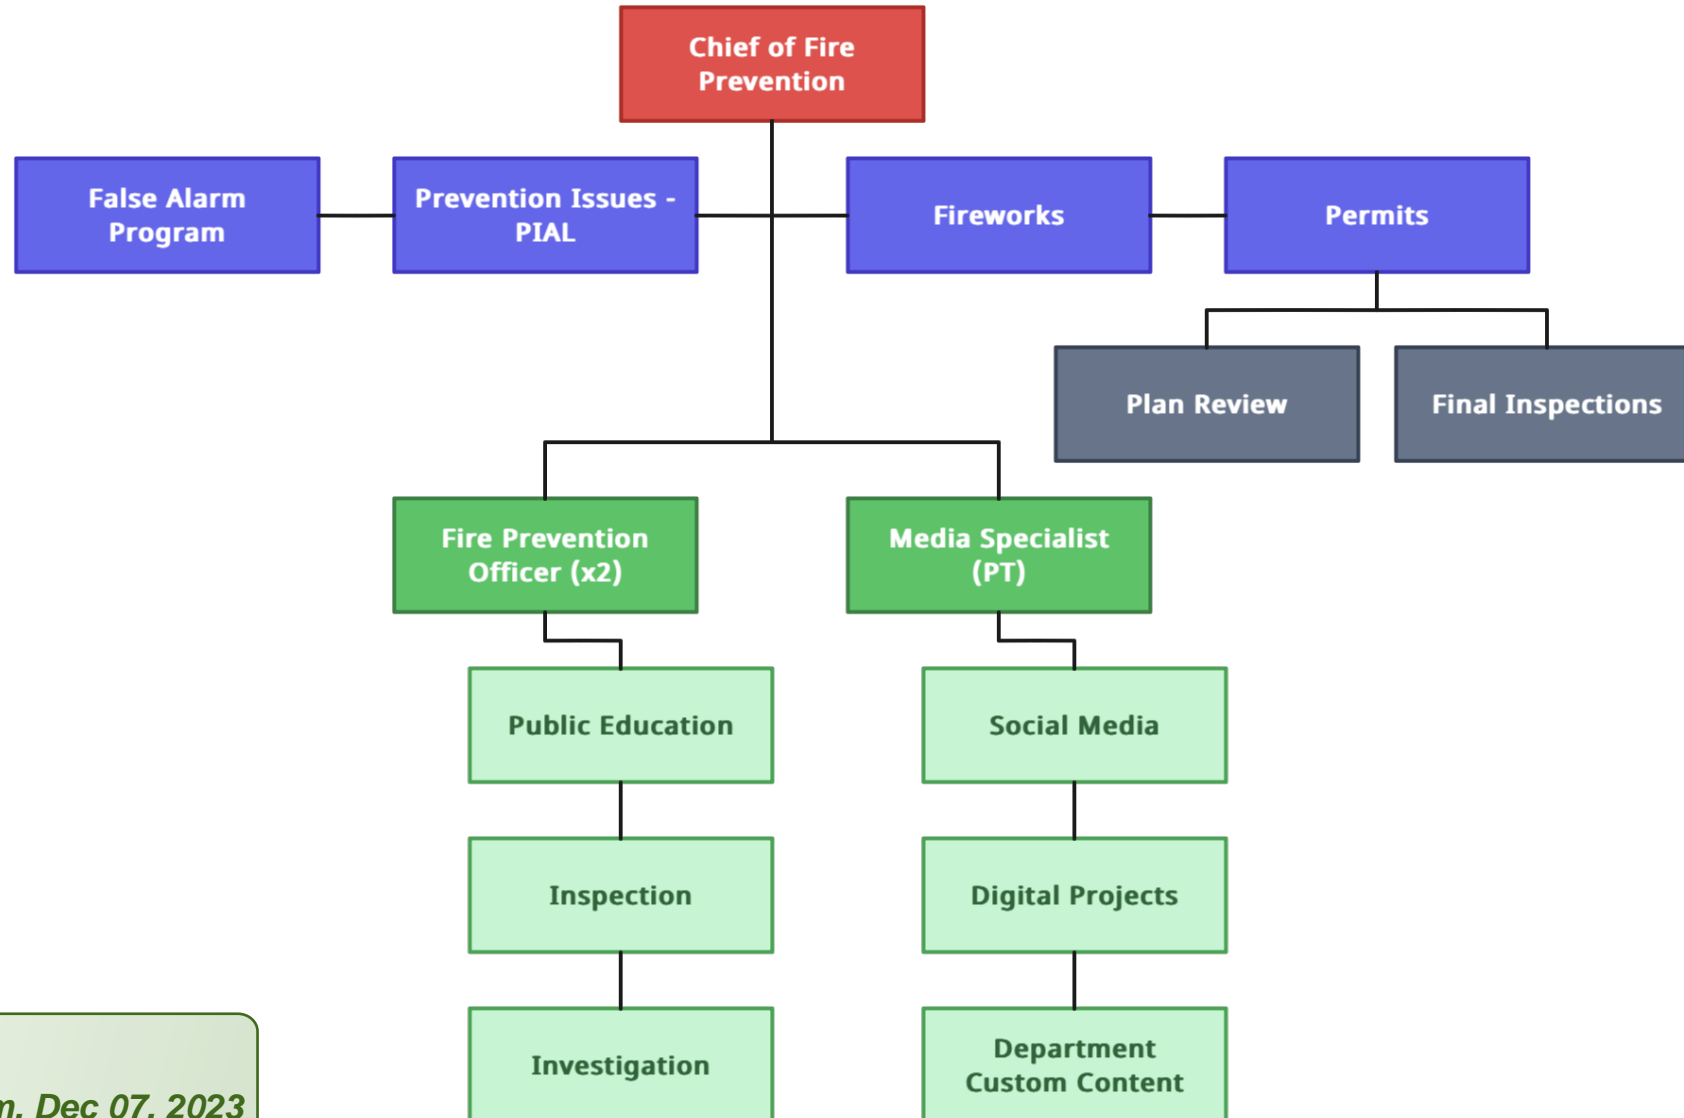 Chief of Fire
Prevention
False Alarm
Program
Prevention Issues -
PIAL
Fireworks
Permits
Plan Review
Final Inspections
Fire Prevention
Officer (x2)
Media Specialist
(PT)
Public Education
Social Media
Inspection
Digital Projects
Investigation
Department
Custom Content
Dec 07, 2023